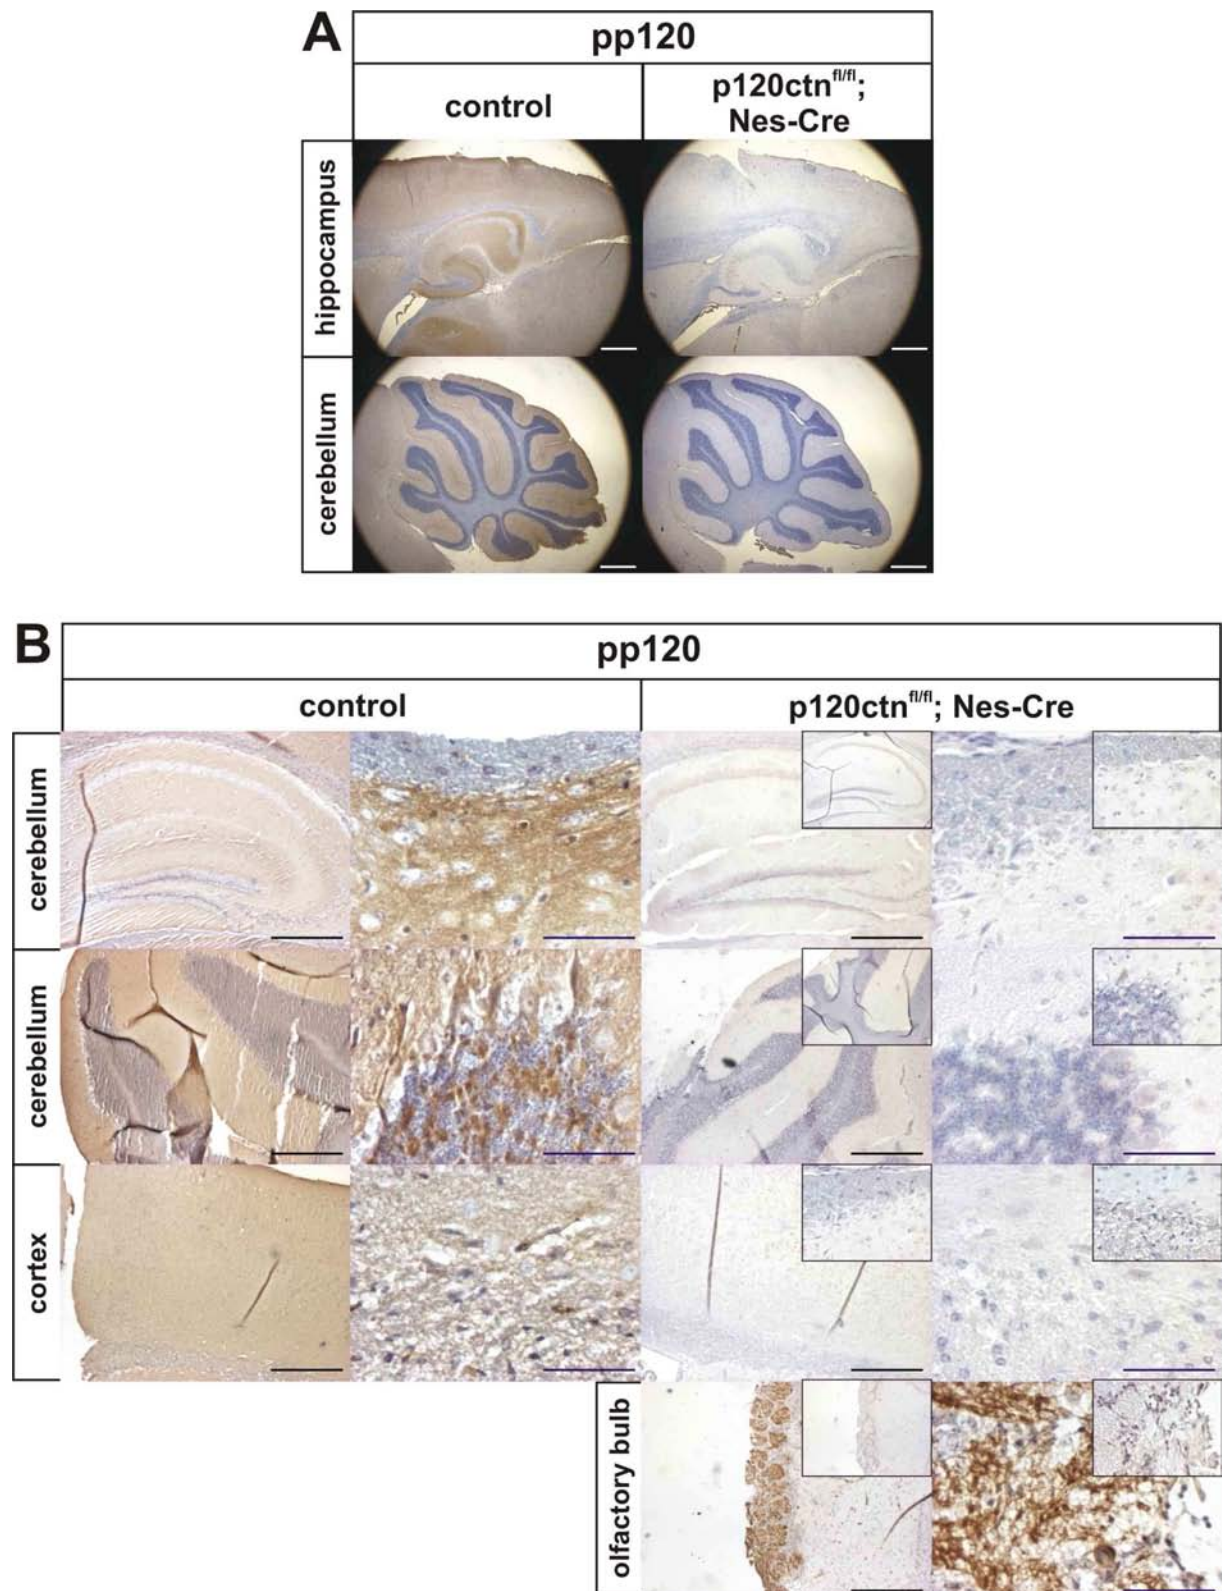 A
pp120
control
p120ctn^fl/fl;
Nes-Cre
hippocampus
cerebellum
B
pp120
control
p120ctn^fl/fl; Nes-Cre
cerebellum
cerebellum
cortex
olfactory bulb